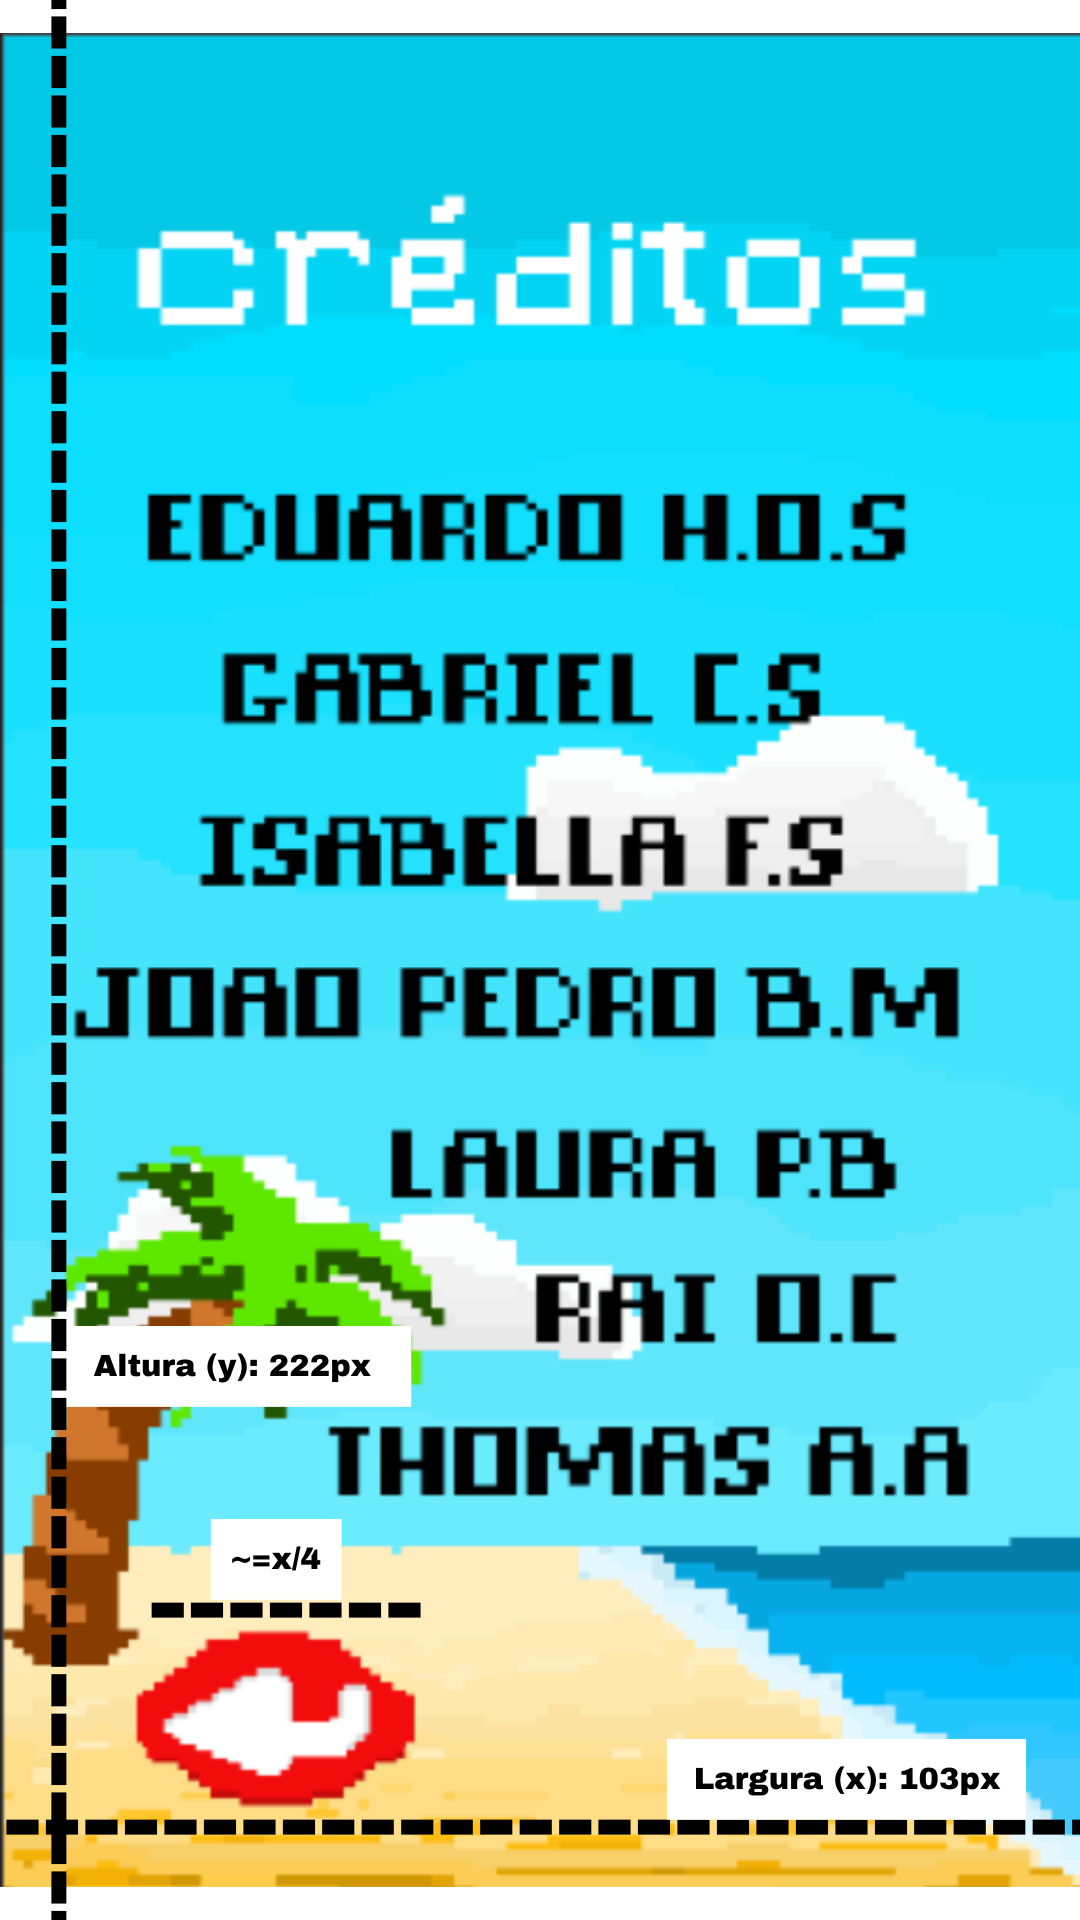 créditos
EDUARDO H.O.S
GABRIEL C.S
ISABELLA F.S
JOAO PEDRO B.M
LAURA P.B
RAI O.C
Altura (y): 222px
THOMAS A.A
~=x/4
Largura (x): 103px